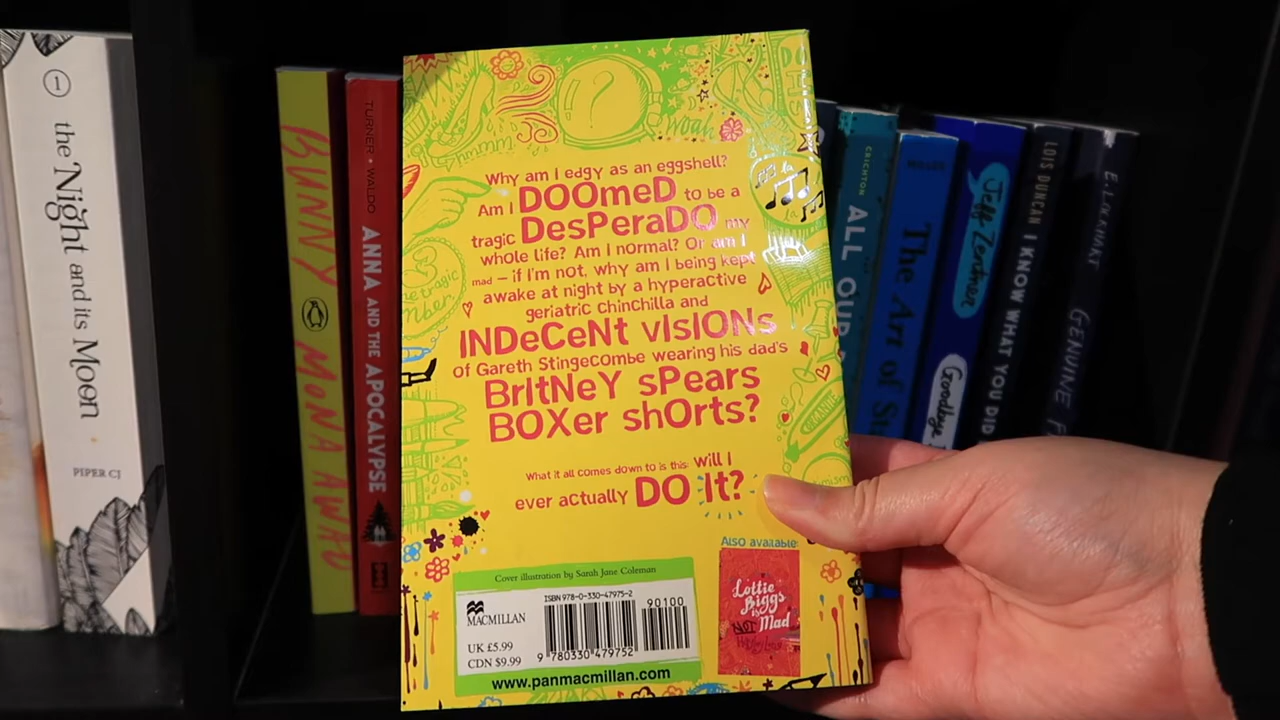 1
the Night and its Moon
PIPER CJ
BUNNY MONA AWAD
TURNER • WALDO
ANNA AND THE APOCALYPSE
woah
Why am I edgy as an eggshell?
Am I DOOmeD to be a
tragic DesPeraDO my
whole life? Am I normal? Or am I
mad – if I'm not, why am I being kept
awake at night by a hyperactive
geriatric Chinchilla and
INDeCeNt vIsIONs
of Gareth Stingecombe wearing his dad's
BrItNeY sPears
BOXer shOrts?
What it all comes down to is this: will I
ever actually DO It?
Cover illustration by Sarah Jane Coleman
MACMILLAN
UK £5.99
CDN $9.99
ISBN 978-0-330-47975-2
90100
9 780330 479752
www.panmacmillan.com
Also available:
Lottie
Biggs
is
NOT
Mad
CRICHTON
ALL OUR
WALSH
The Art of
Jeff Zentner
Goodbye
LOIS DUNCAN I KNOW WHAT YOU DID
E. LOCKHART GENUINE